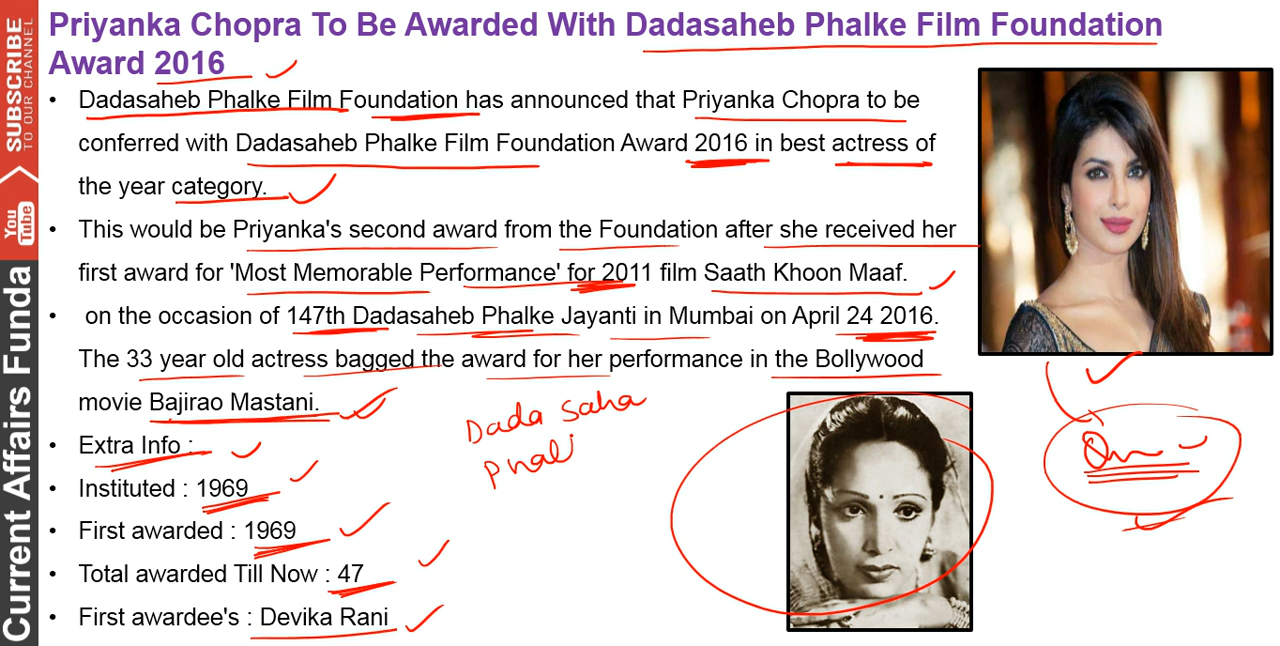 SUBSCRIBE
TO OUR CHANNEL
You
Tube
Current Affairs Funda
Priyanka Chopra To Be Awarded With Dadasaheb Phalke Film Foundation
Award 2016
• Dadasaheb Phalke Film Foundation has announced that Priyanka Chopra to be
conferred with Dadasaheb Phalke Film Foundation Award 2016 in best actress of
the year category.
• This would be Priyanka's second award from the Foundation after she received her
first award for 'Most Memorable Performance' for 2011 film Saath Khoon Maaf.
• on the occasion of 147th Dadasaheb Phalke Jayanti in Mumbai on April 24 2016.
The 33 year old actress bagged the award for her performance in the Bollywood
movie Bajirao Mastani.
• Extra Info :
• Instituted : 1969
• First awarded : 1969
• Total awarded Till Now : 47
• First awardee's : Devika Rani
Dada Saha
Phal